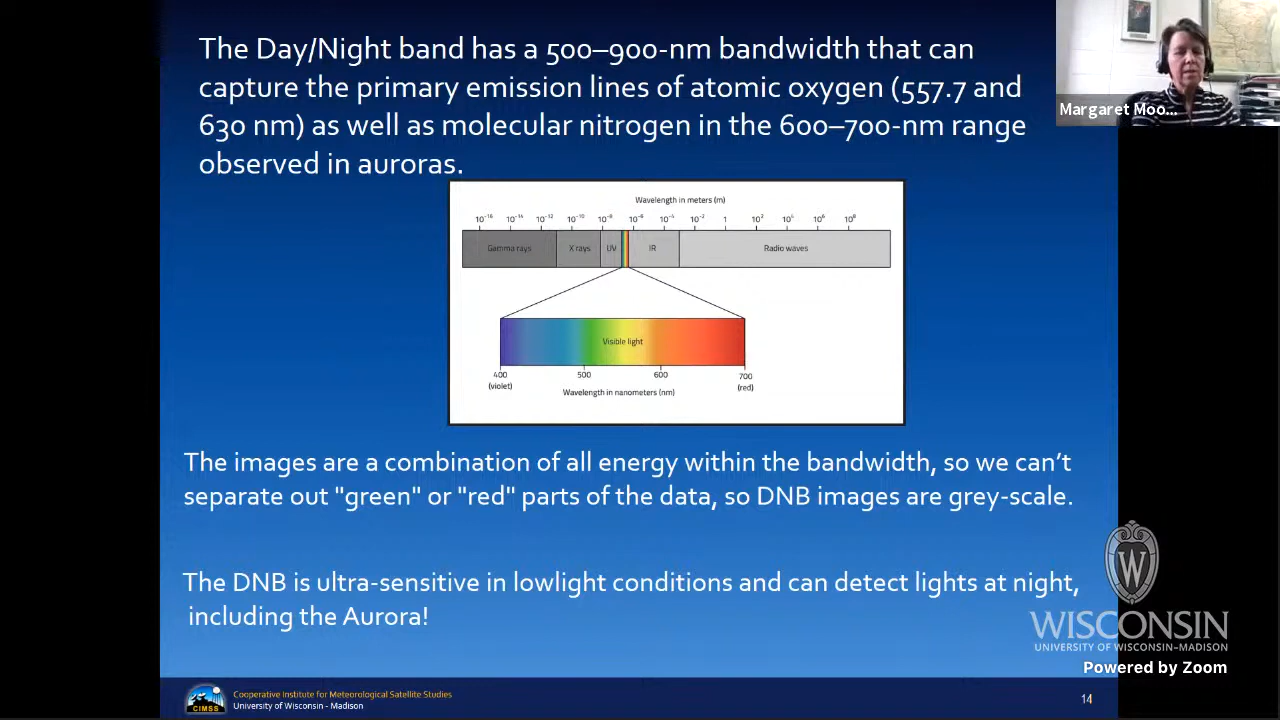 The Day/Night band has a 500–900-nm bandwidth that can
capture the primary emission lines of atomic oxygen (557.7 and
630 nm) as well as molecular nitrogen in the 600–700-nm range
observed in auroras.
Margaret Moo...
Wavelength in meters (m)
10⁻¹⁶ 10⁻¹⁴ 10⁻¹² 10⁻¹⁰ 10⁻⁸ 10⁻⁶ 10⁻⁴ 10⁻² 1 10² 10⁴ 10⁶ 10⁸
Gamma rays X rays UV IR Radio waves
Visible light
400 500 600 700
(violet) (red)
Wavelength in nanometers (nm)
The images are a combination of all energy within the bandwidth, so we can't
separate out "green" or "red" parts of the data, so DNB images are grey-scale.
The DNB is ultra-sensitive in lowlight conditions and can detect lights at night,
including the Aurora!
W
WISCONSIN
UNIVERSITY OF WISCONSIN–MADISON
Powered by Zoom
CIMSS
Cooperative Institute for Meteorological Satellite Studies
University of Wisconsin - Madison
14